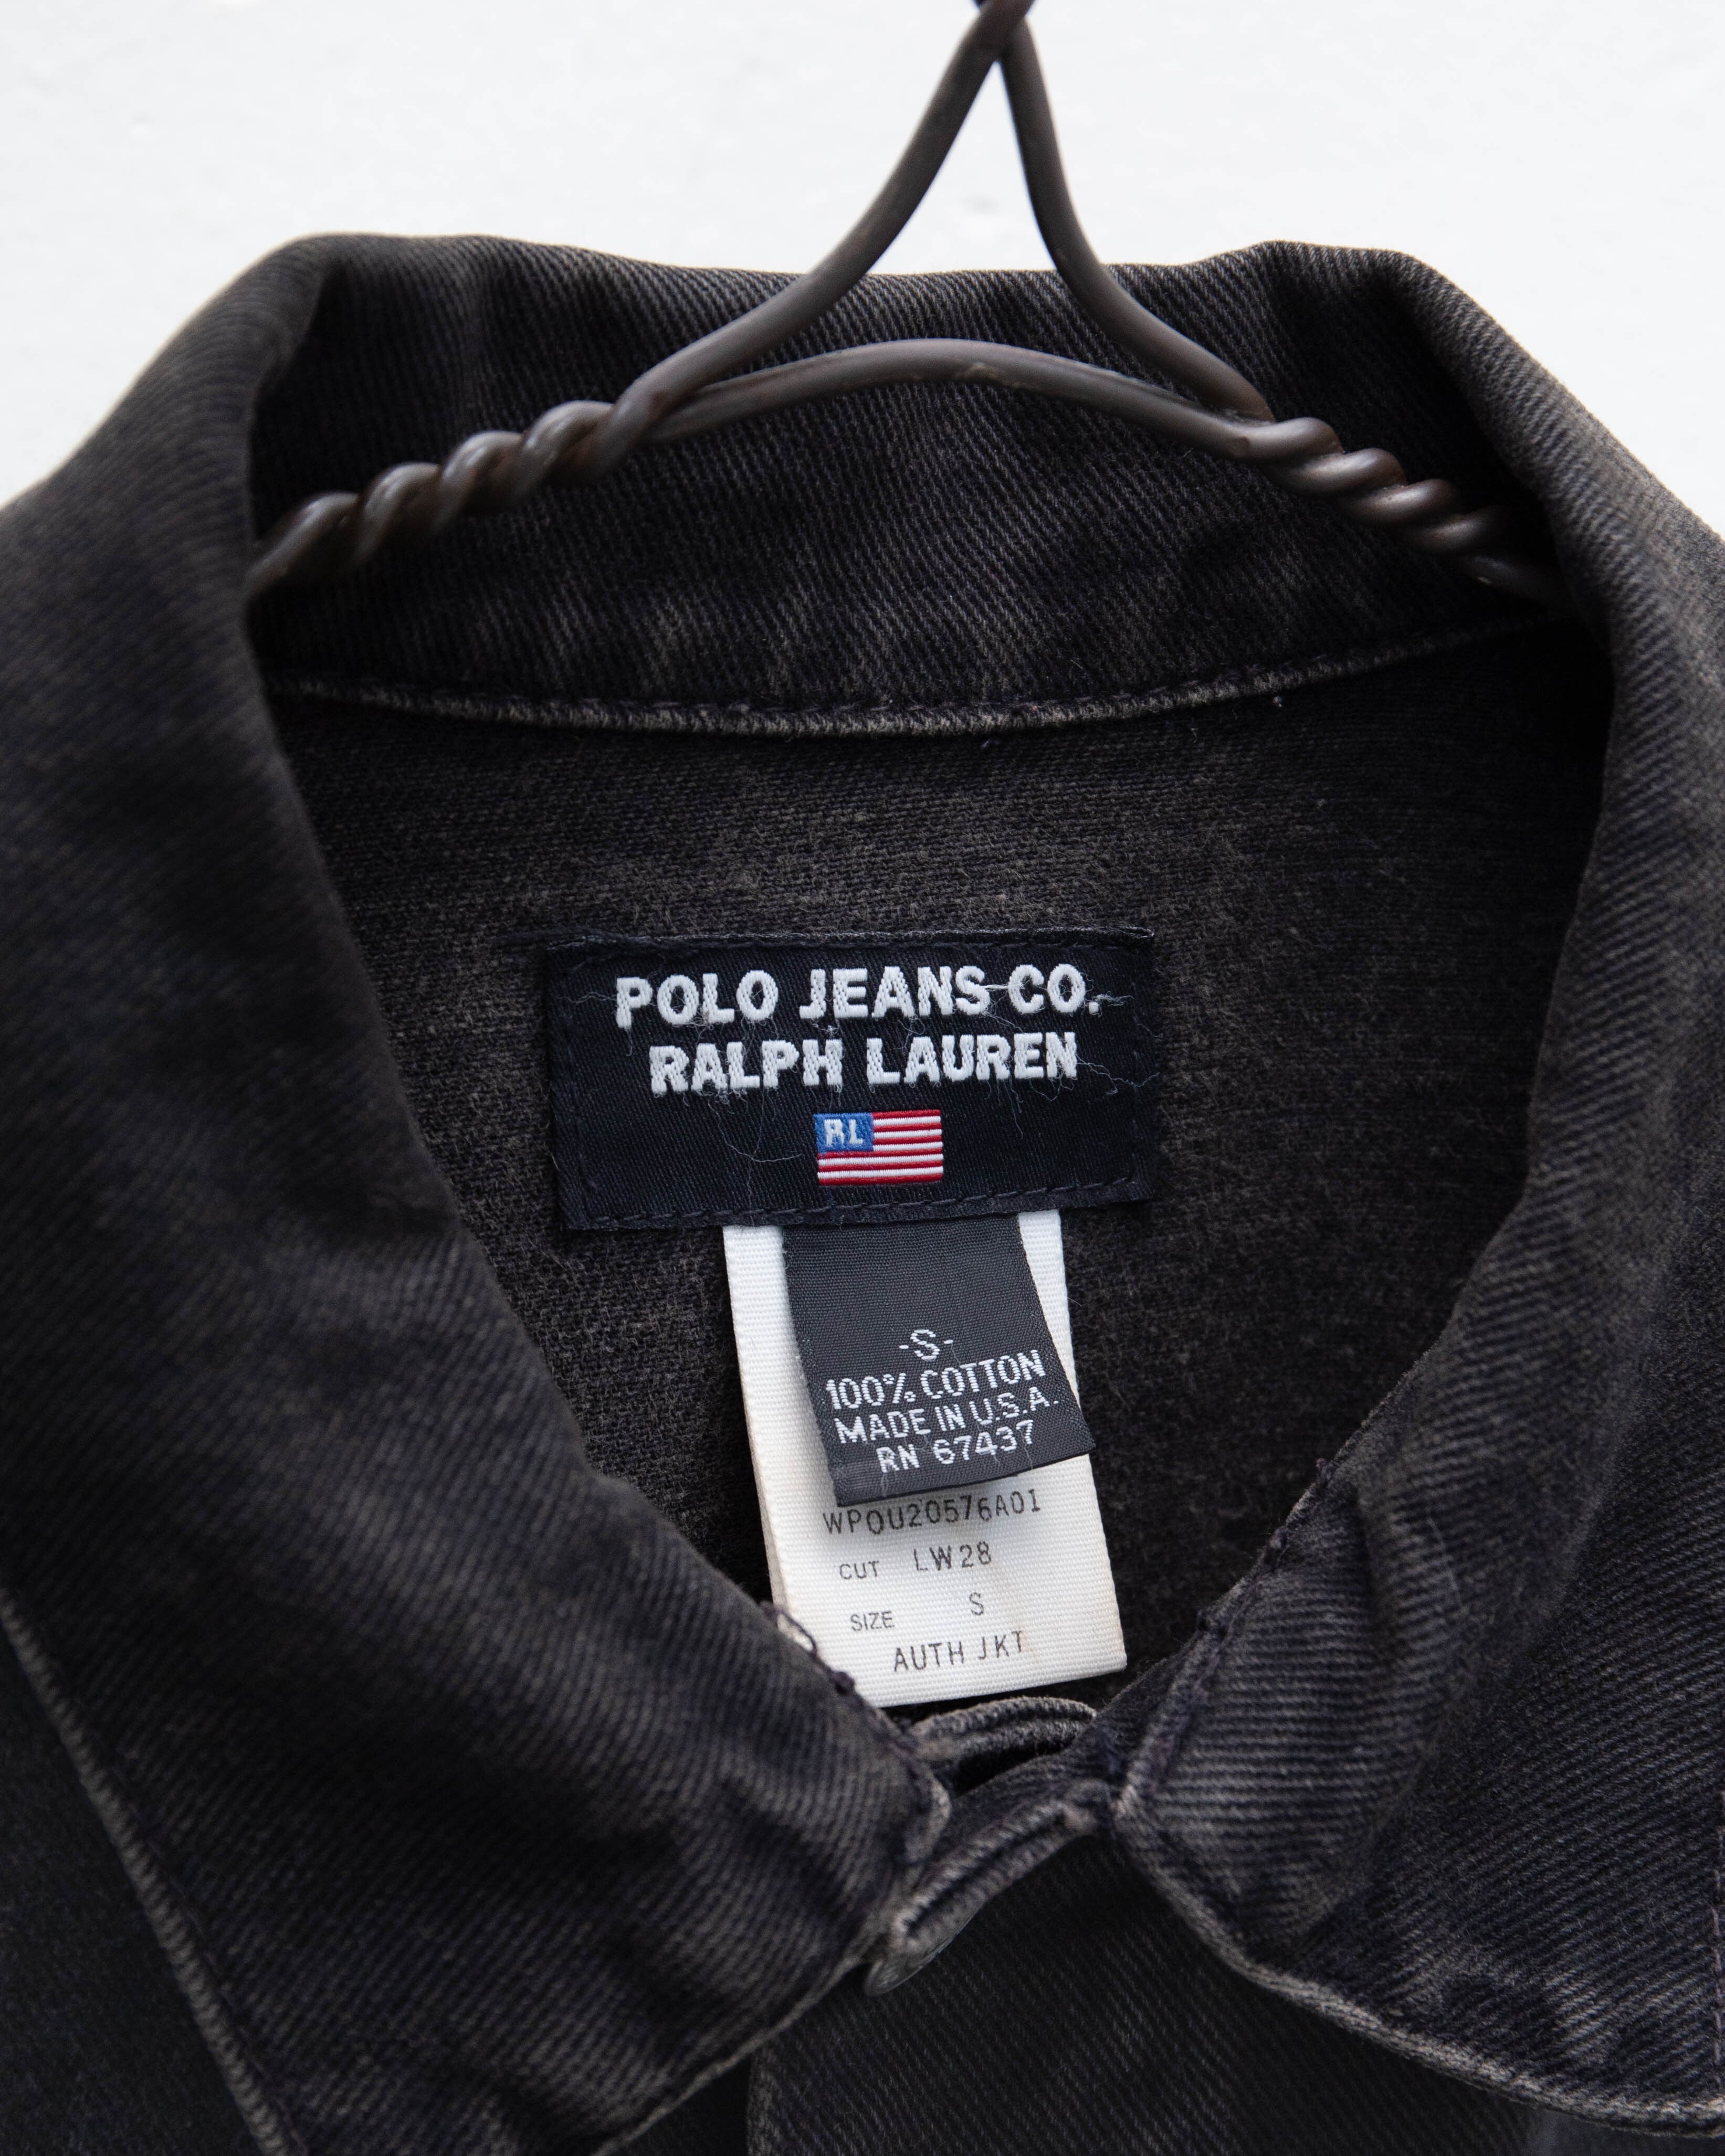 POLO JEANS CO.
RALPH LAUREN
RL
-S-
100% COTTON
MADE IN U.S.A.
RN 67437
WPOU20576A01
CUT LW28
SIZE S
AUTH JKT